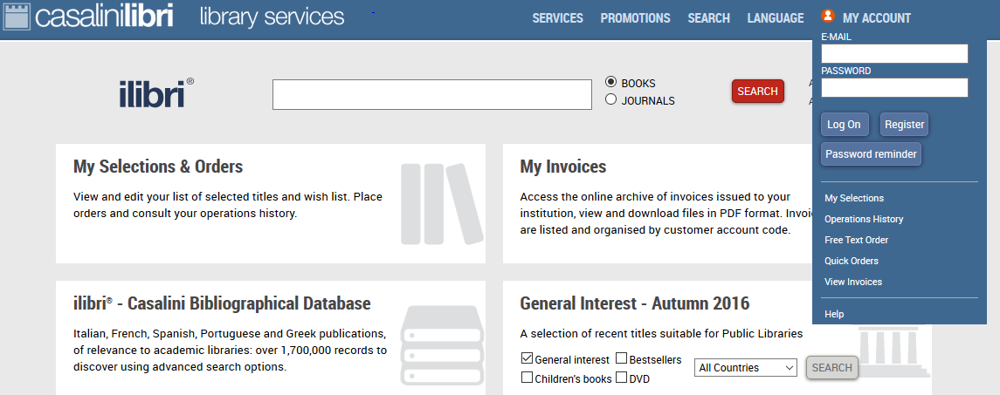 casalinilibri library services
SERVICES PROMOTIONS SEARCH LANGUAGE MY ACCOUNT
E-MAIL
PASSWORD
Log On Register
Password reminder
My Selections
Operations History
Free Text Order
Quick Orders
View Invoices
Help
ilibri®
BOOKS
JOURNALS
SEARCH
My Selections & Orders
View and edit your list of selected titles and wish list. Place
orders and consult your operations history.
My Invoices
Access the online archive of invoices issued to your
institution, view and download files in PDF format. Invoi
are listed and organised by customer account code.
ilibri® - Casalini Bibliographical Database
Italian, French, Spanish, Portuguese and Greek publications,
of relevance to academic libraries: over 1,700,000 records to
discover using advanced search options.
General Interest - Autumn 2016
A selection of recent titles suitable for Public Libraries
General interest Bestsellers
Children's books DVD
All Countries
SEARCH